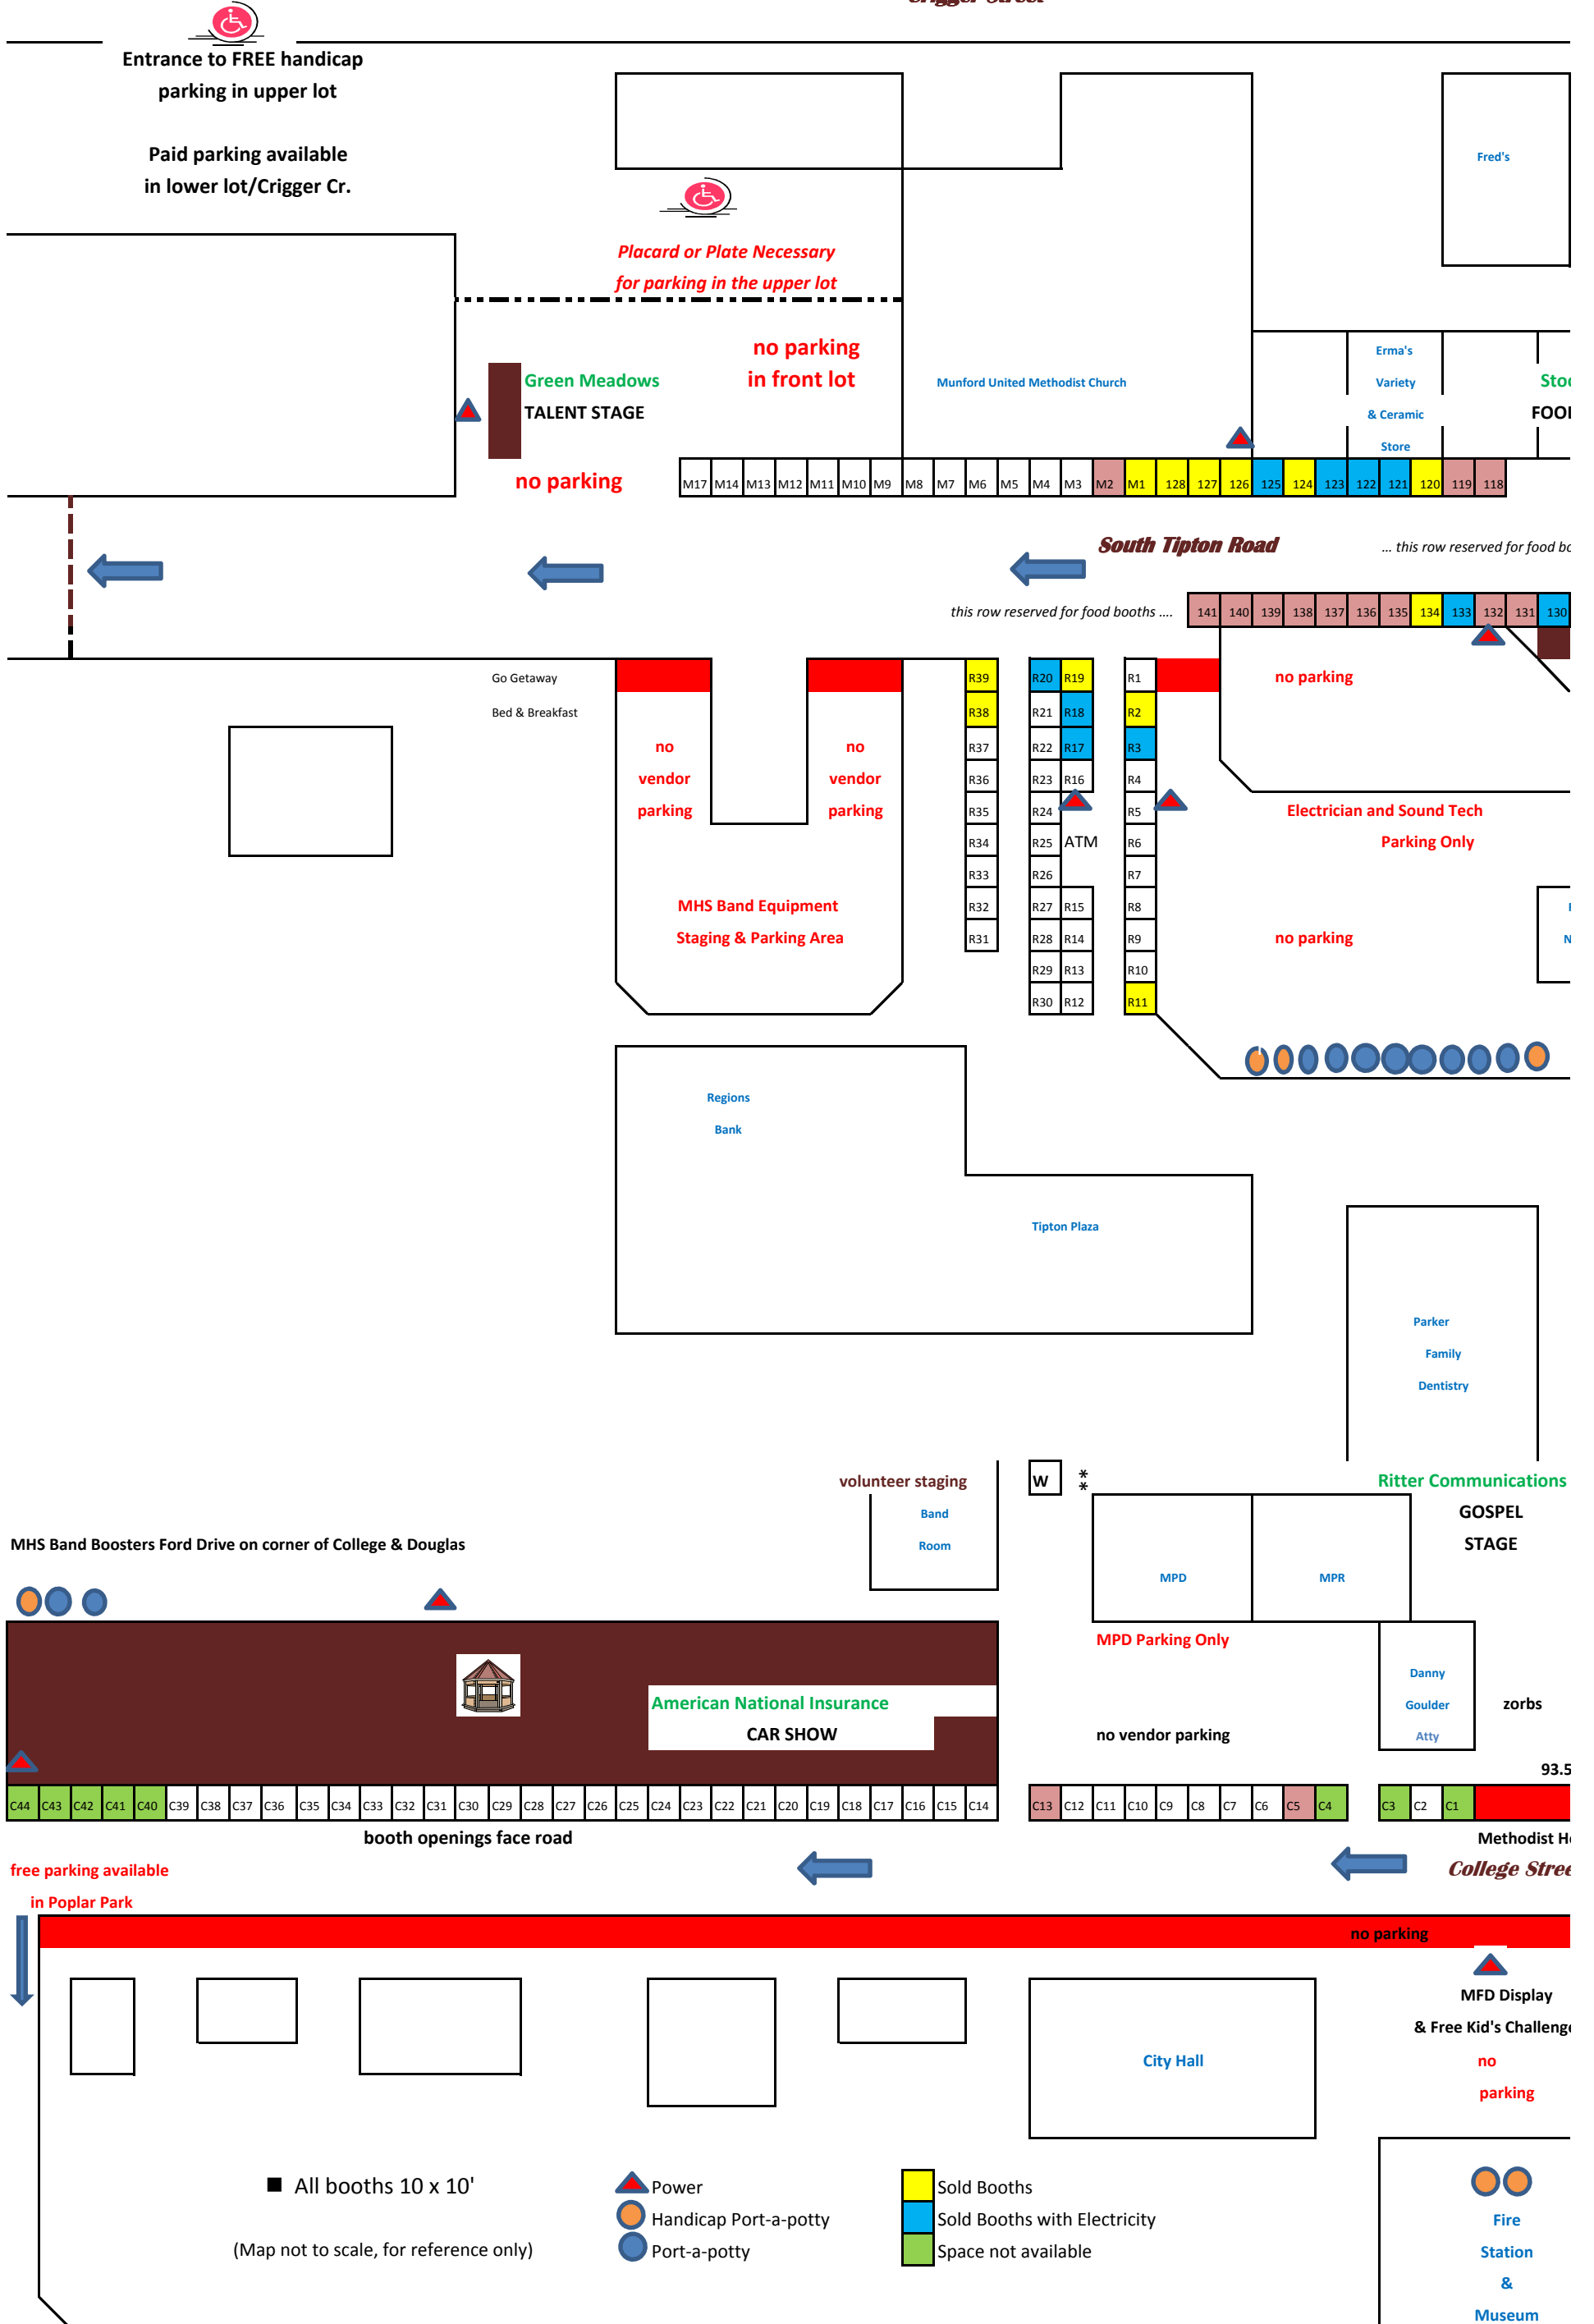 Crigger Street
Entrance to FREE handicap
parking in upper lot
Paid parking available
in lower lot/Crigger Cr.
Fred's
Placard or Plate Necessary
for parking in the upper lot
no parking
in front lot
Green Meadows
TALENT STAGE
no parking
Munford United Methodist Church
Erma's
Variety
& Ceramic
Store
M17 M14 M13 M12 M11 M10 M9 M8 M7 M6 M5 M4 M3 M2 M1 128 127 126 125 124 123 122 121 120 119 118
South Tipton Road
... this row reserved for food
this row reserved for food booths ....
141 140 139 138 137 136 135 134 133 132 131 130
Go Getaway
Bed & Breakfast
no
vendor
parking
no
vendor
parking
MHS Band Equipment
Staging & Parking Area
R39 R20 R19 R1
R38 R21 R18 R2
R37 R22 R17 R3
R36 R23 R16 R4
R35 R24 R5
R34 R25 ATM R6
R33 R26 R7
R32 R27 R15 R8
R31 R28 R14 R9
R29 R13 R10
R30 R12 R11
no parking
Electrician and Sound Tech
Parking Only
no parking
Regions
Bank
Tipton Plaza
Parker
Family
Dentistry
volunteer staging
W
**
Band
Room
Ritter Communications
GOSPEL
STAGE
MHS Band Boosters Ford Drive on corner of College & Douglas
MPD
MPR
MPD Parking Only
Danny
Goulder
Atty
zorbs
American National Insurance
CAR SHOW
no vendor parking
93.5
C44 C43 C42 C41 C40 C39 C38 C37 C36 C35 C34 C33 C32 C31 C30 C29 C28 C27 C26 C25 C24 C23 C22 C21 C20 C19 C18 C17 C16 C15 C14 C13 C12 C11 C10 C9 C8 C7 C6 C5 C4 C3 C2 C1
booth openings face road
Methodist
College
free parking available
in Poplar Park
no parking
MFD Display
& Free Kid's Challenge
no
parking
City Hall
■ All booths 10 x 10'
(Map not to scale, for reference only)
Power
Handicap Port-a-potty
Port-a-potty
Sold Booths
Sold Booths with Electricity
Space not available
Fire
Station
&
Museum